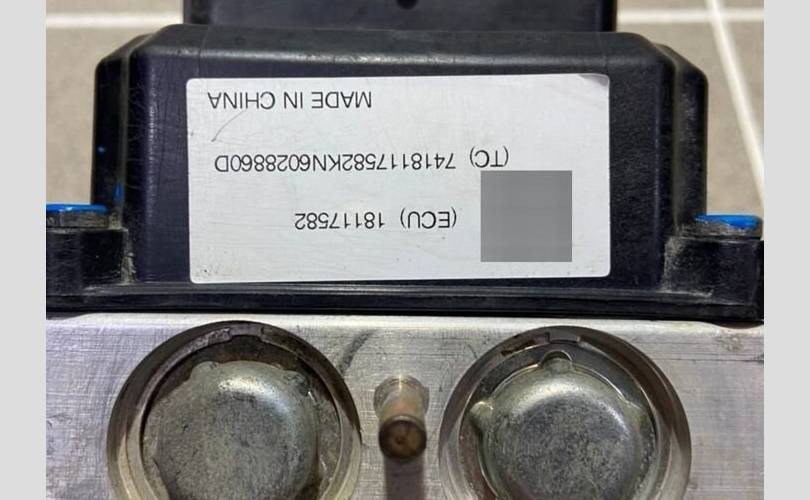 (ECU) 18117582
(TC) 7418117582KN6028860D
MADE IN CHINA